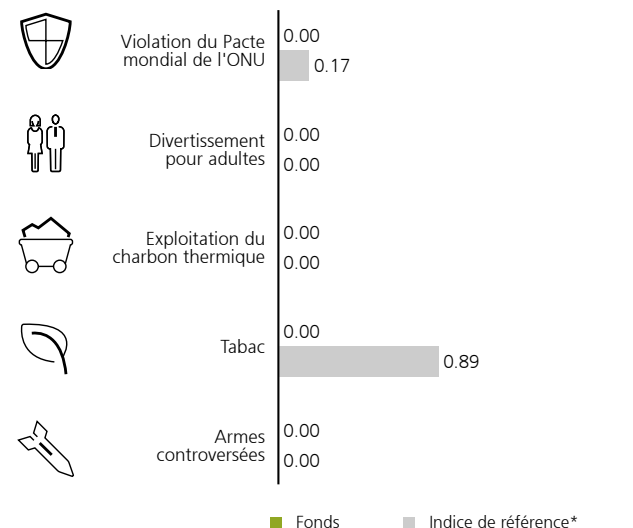 0.00
Violation du Pacte
mondial de l'ONU
0.17
0.00
Divertissement
pour adultes
0.00
0.00
Exploitation du
charbon thermique
0.00
0.00
Tabac
0.89
0.00
Armes
controversées
0.00
Fonds
Indice de référence*